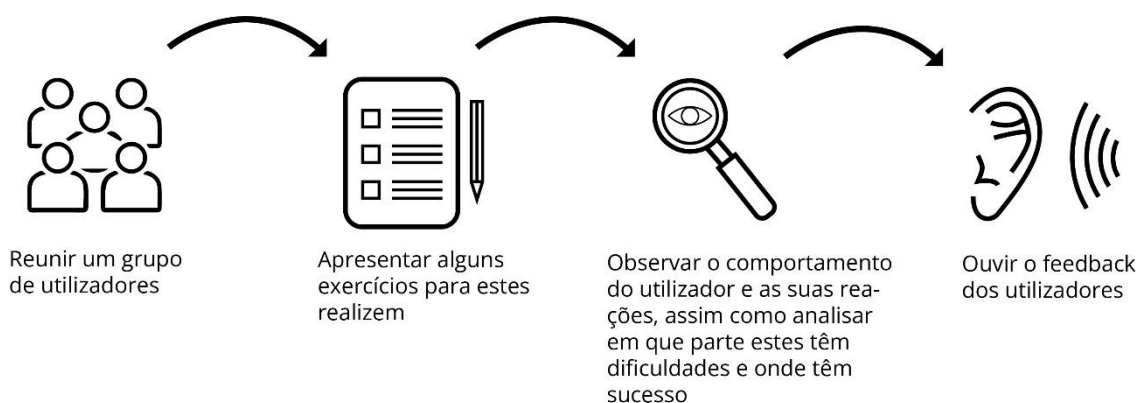 Reunir um grupo
de utilizadores
Apresentar alguns
exercícios para estes
realizem
Observar o comportamento
do utilizador e as suas rea-
ções, assim como analisar
em que parte estes têm
dificuldades e onde têm
sucesso
Ouvir o feedback
dos utilizadores